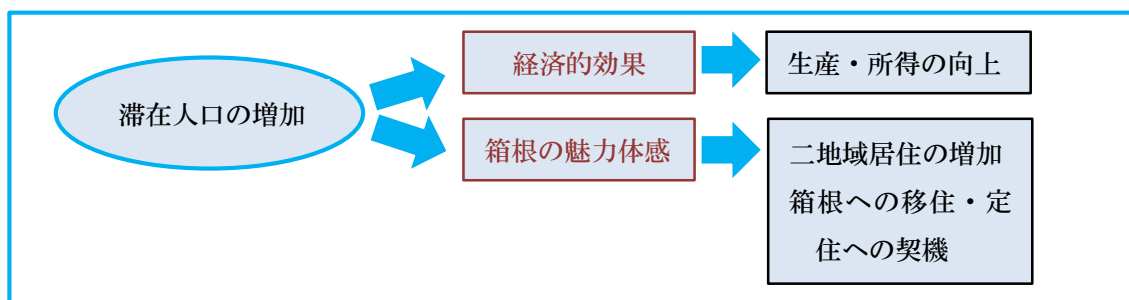 滞在人口の増加
経済的効果
生産・所得の向上
箱根の魅力体感
二地域居住の増加
箱根への移住・定
住への契機